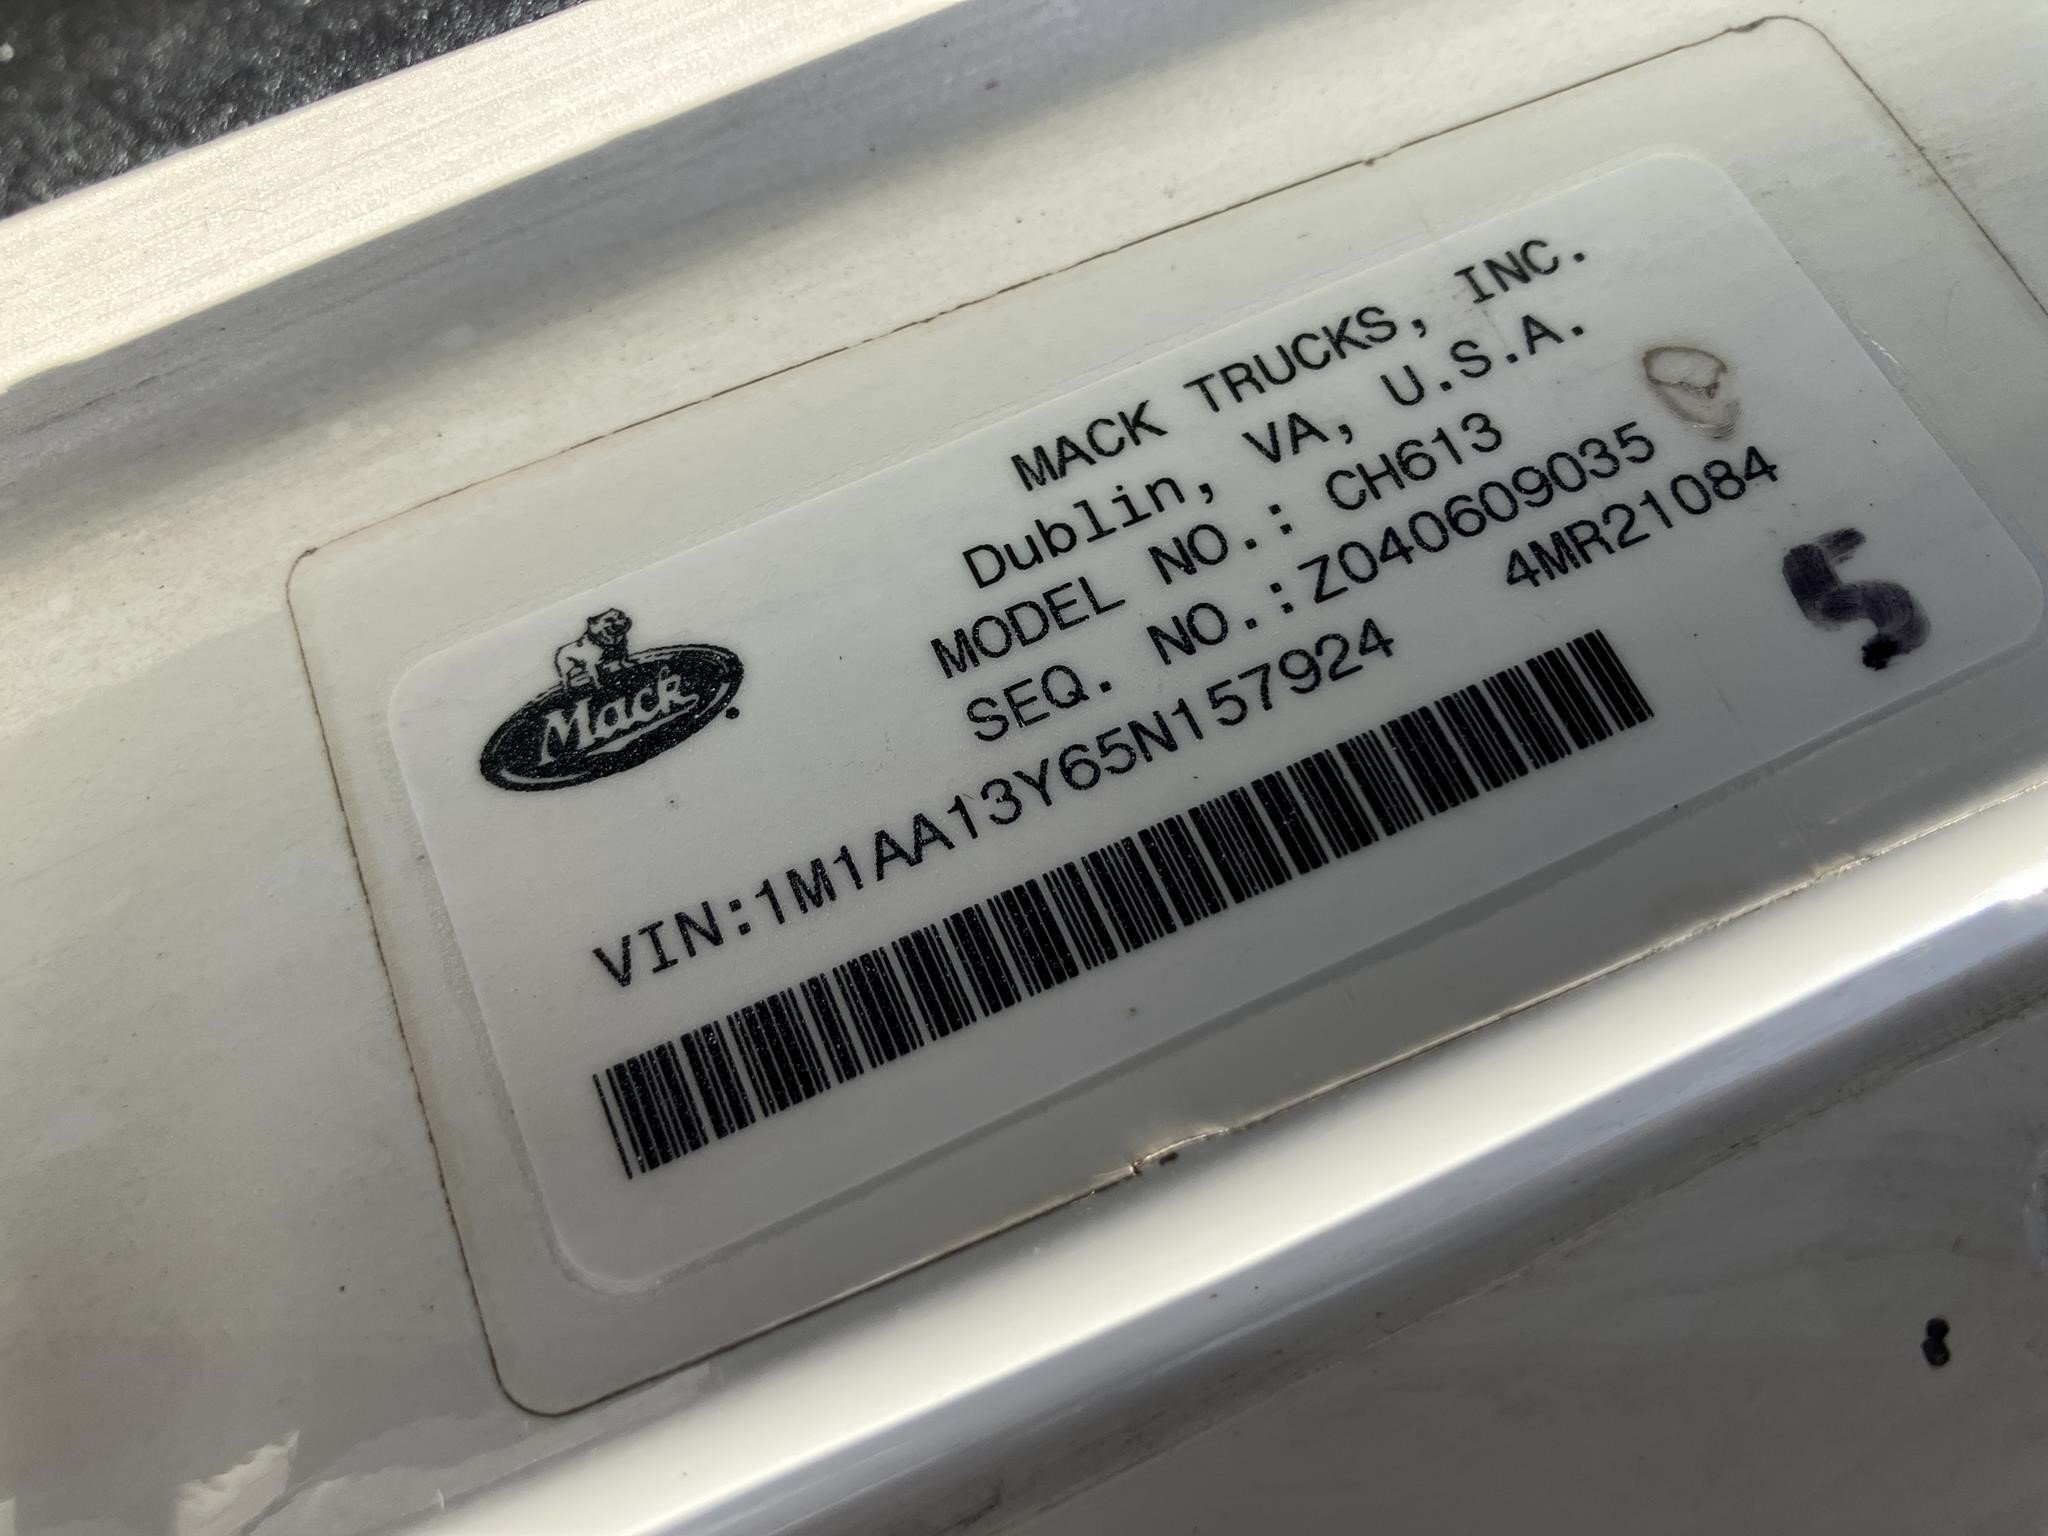 MACK TRUCKS, INC.
Dublin, VA, U.S.A.
MODEL NO.: CH613
SEQ. NO.:Z040609035
4MR21084
Mack
VIN:1M1AA13Y65N157924
5